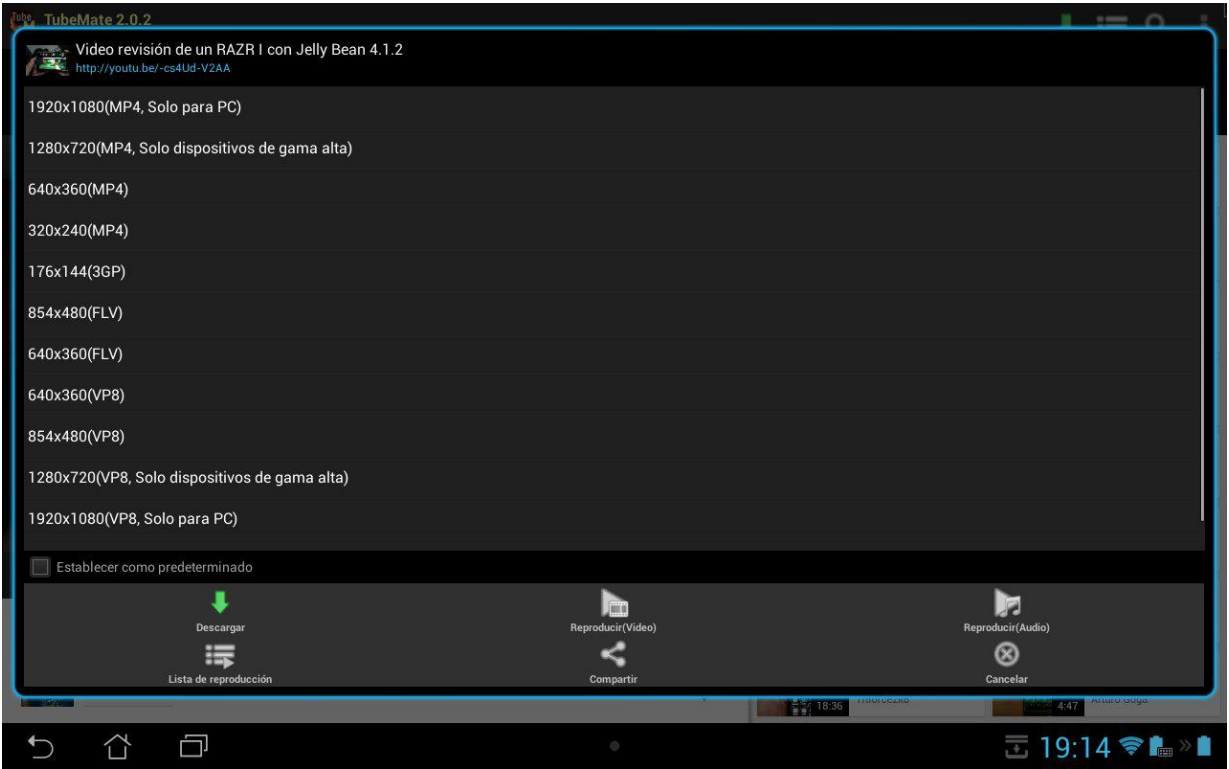 TubeMate 2.0.2
Video revisión de un RAZR I con Jelly Bean 4.1.2
http://youtu.be/-cs4Ud-V2AA
1920x1080(MP4, Solo para PC)
1280x720(MP4, Solo dispositivos de gama alta)
640x360(MP4)
320x240(MP4)
176x144(3GP)
854x480(FLV)
640x360(FLV)
640x360(VP8)
854x480(VP8)
1280x720(VP8, Solo dispositivos de gama alta)
1920x1080(VP8, Solo para PC)
Establecer como predeterminado
Descargar
Reproducir(Video)
Reproducir(Audio)
Lista de reproducción
Compartir
Cancelar
18:36
4:47
Arturo Goga
19:14